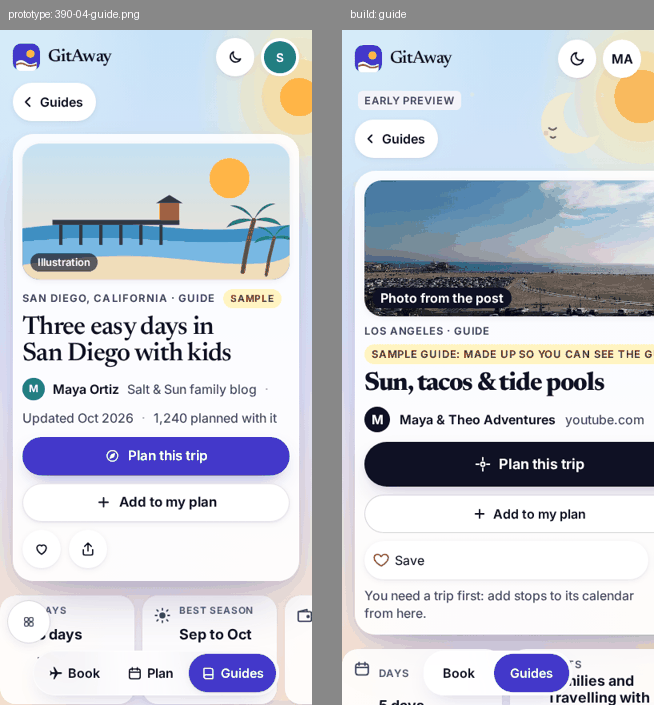 prototype: 390-04-guide.png
GitAway
S
Guides
Illustration
SAN DIEGO, CALIFORNIA · GUIDE SAMPLE
Three easy days in
San Diego with kids
M Maya Ortiz Salt & Sun family blog ·
Updated Oct 2026 · 1,240 planned with it
Plan this trip
Add to my plan
BEST SEASON
days
Sep to Oct
Book Plan Guides
build: guide
GitAway
MA
EARLY PREVIEW
Guides
Photo from the post
LOS ANGELES · GUIDE
SAMPLE GUIDE: MADE UP SO YOU CAN SEE THE
Sun, tacos & tide pools
M Maya & Theo Adventures youtube.com
Plan this trip
Add to my plan
Save
You need a trip first: add stops to its calendar
from here.
DAYS
5 days
Book Guides
Travelling with